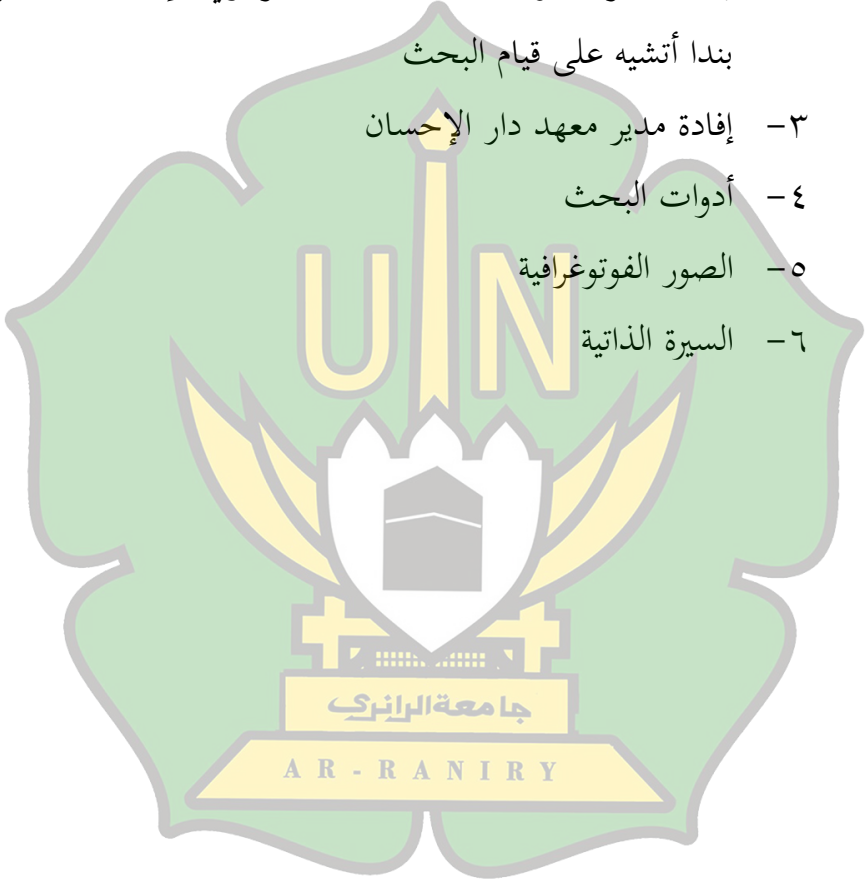 بندا أتشيه على قيام البحث
٣- إفادة مدير معهد دار الإحسان
٤- أدوات البحث
٥- الصور الفوتوغرافية
٦- السيرة الذاتية
UIN
جامعة الرانري
AR-RANIRY